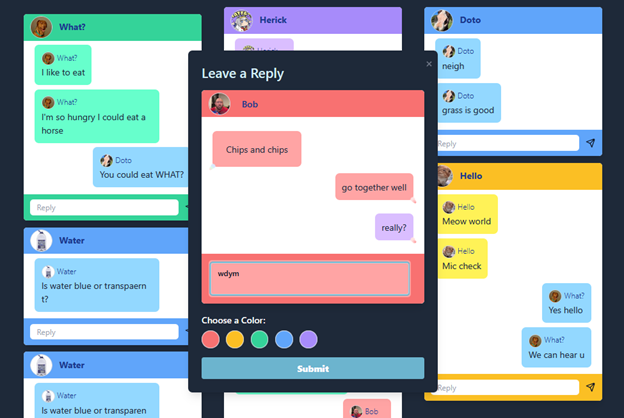 What?
What?
I like to eat
What?
I'm so hungry I could eat a
horse
Doto
You could eat WHAT?
Reply
Water
Water
Is water blue or transpaern
t?
Reply
Water
Water
Is water blue or transparen
Herick
Herick
×
Leave a Reply
Bob
Chips and chips
go together well
really?
wdym
Choose a Color:
Submit
Bob
Doto
Doto
neigh
Doto
grass is good
Reply
Hello
Hello
Meow world
Hello
Mic check
What?
Yes hello
What?
We can hear u
Reply